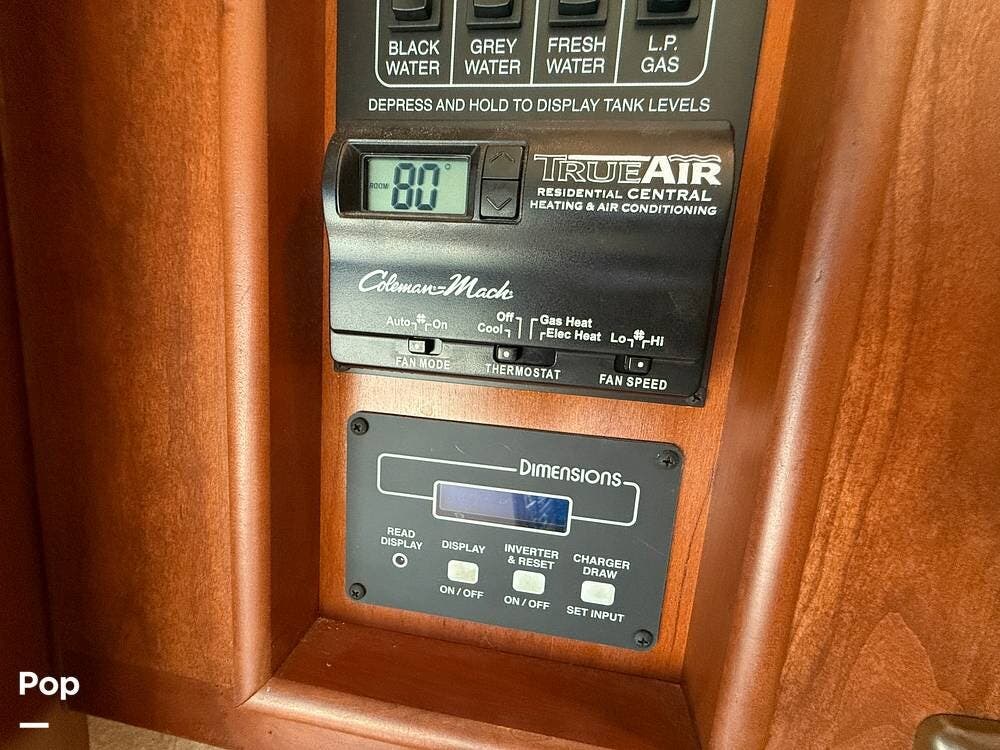 BLACK WATER
GREY WATER
FRESH WATER
L.P. GAS
DEPRESS AND HOLD TO DISPLAY TANK LEVELS
ROOM 80°
TRUEAIR
RESIDENTIAL CENTRAL
HEATING & AIR CONDITIONING
Coleman-Mach
Auto On
Off
Cool
Gas Heat
Elec Heat
Lo Hi
FAN MODE
THERMOSTAT
FAN SPEED
DIMENSIONS
READ DISPLAY
DISPLAY
INVERTER & RESET
CHARGER DRAW
ON / OFF
ON / OFF
SET INPUT
Pop